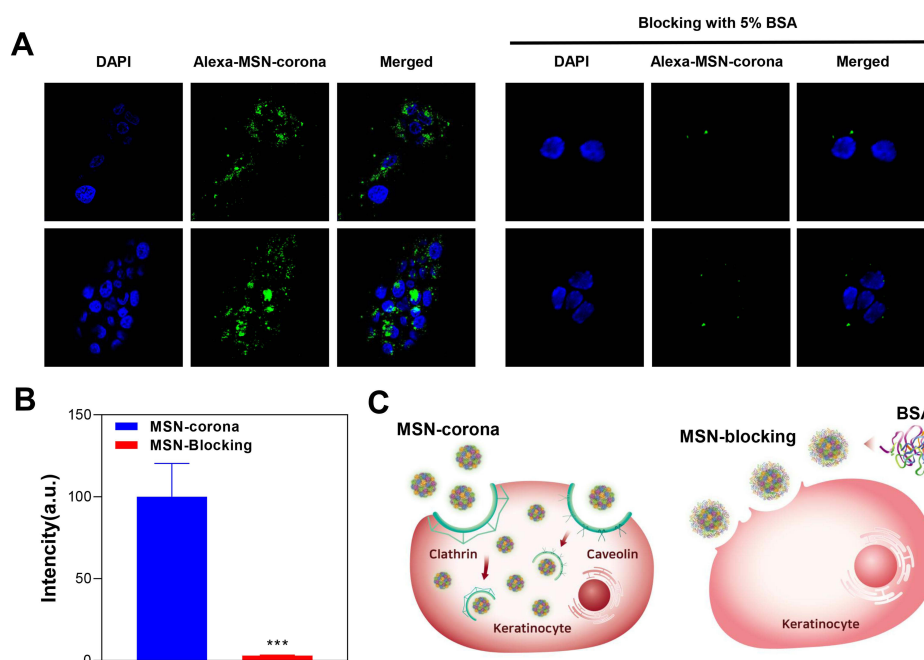 A
Blocking with 5% BSA
DAPI Alexa-MSN-corona Merged DAPI Alexa-MSN-corona Merged
B
150
100
50
0
Intencity(a.u.)
MSN-corona
MSN-Blocking
***
C
MSN-corona
Clathrin
Caveolin
Keratinocyte
MSN-blocking
BSA
Keratinocyte